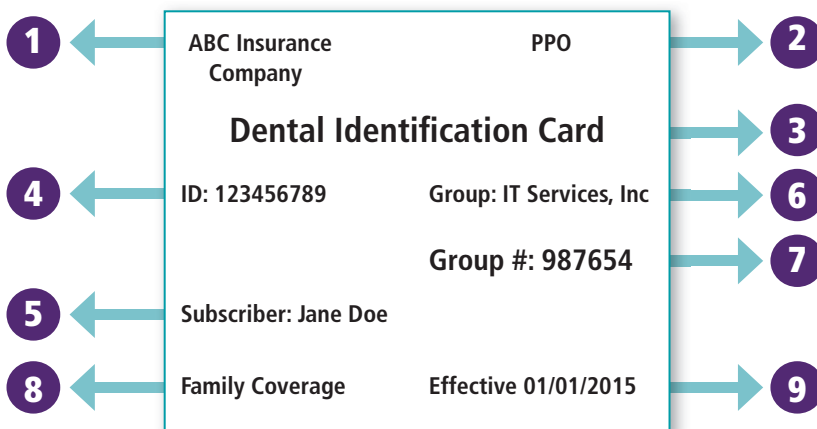 1
ABC Insurance
Company
PPO
2
Dental Identification Card
3
4
ID: 123456789
Group: IT Services, Inc
6
Group #: 987654
7
5
Subscriber: Jane Doe
8
Family Coverage
Effective 01/01/2015
9